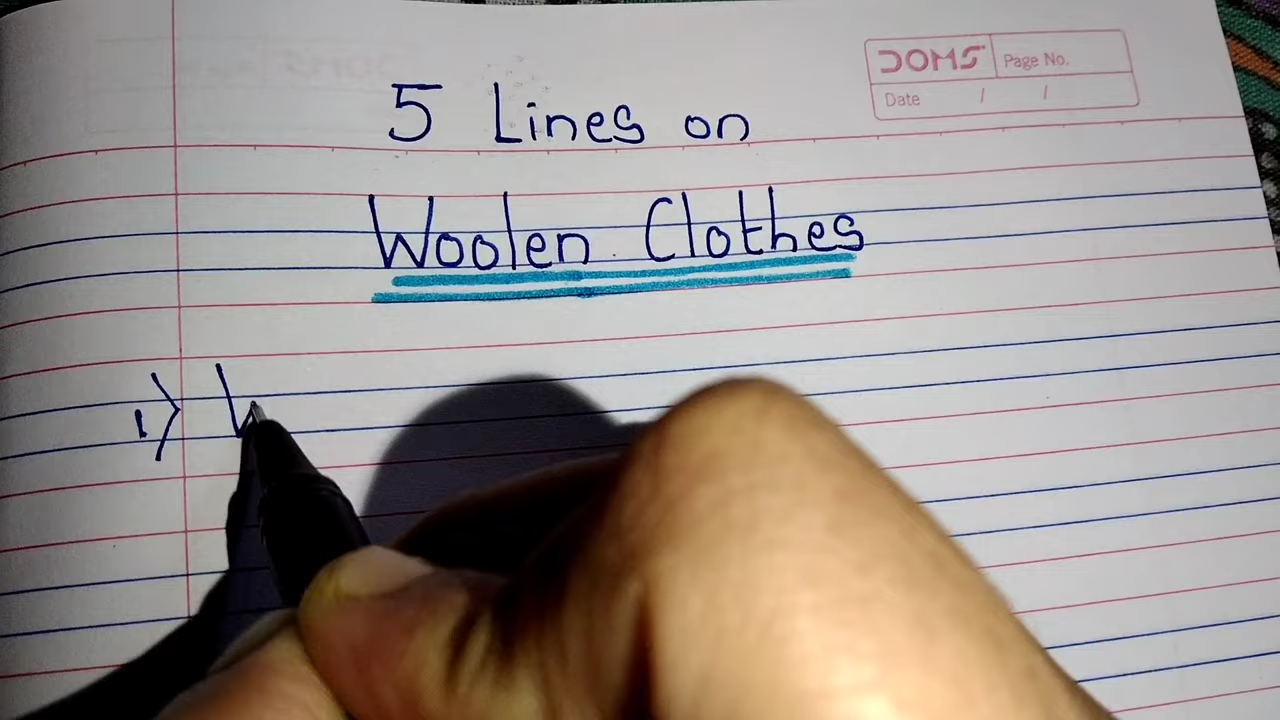 5 Lines on
DOMS Page No.
Date / /
Woolen Clothes
1)